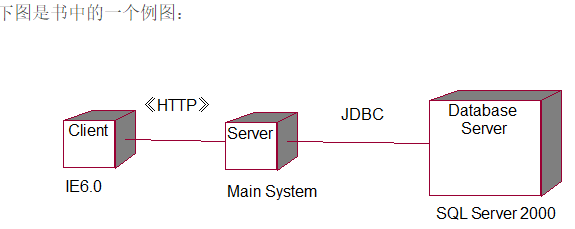 下图是书中的一个例图：
《HTTP》
Client
Server
JDBC
Database
Server
IE6.0
Main System
SQL Server 2000